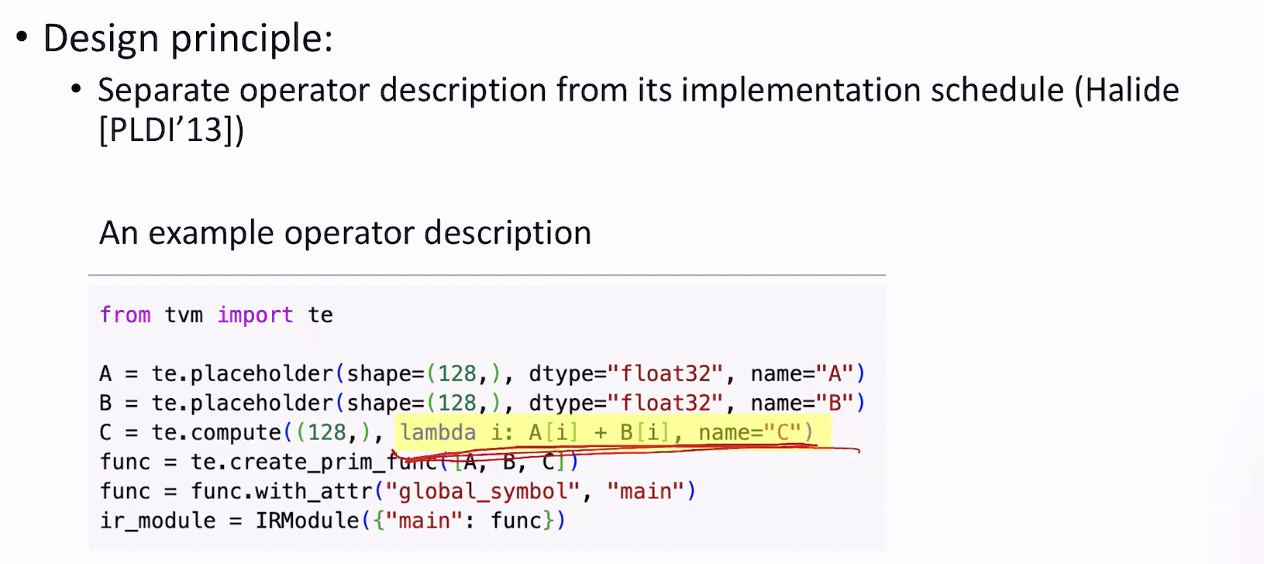 • Design principle:
• Separate operator description from its implementation schedule (Halide
[PLDI’13])
An example operator description
from tvm import te
A = te.placeholder(shape=(128,), dtype="float32", name="A")
B = te.placeholder(shape=(128,), dtype="float32", name="B")
C = te.compute((128,), lambda i: A[i] + B[i], name="C")
func = te.create_prim_func([A, B, C])
func = func.with_attr("global_symbol", "main")
ir_module = IRModule({"main": func})